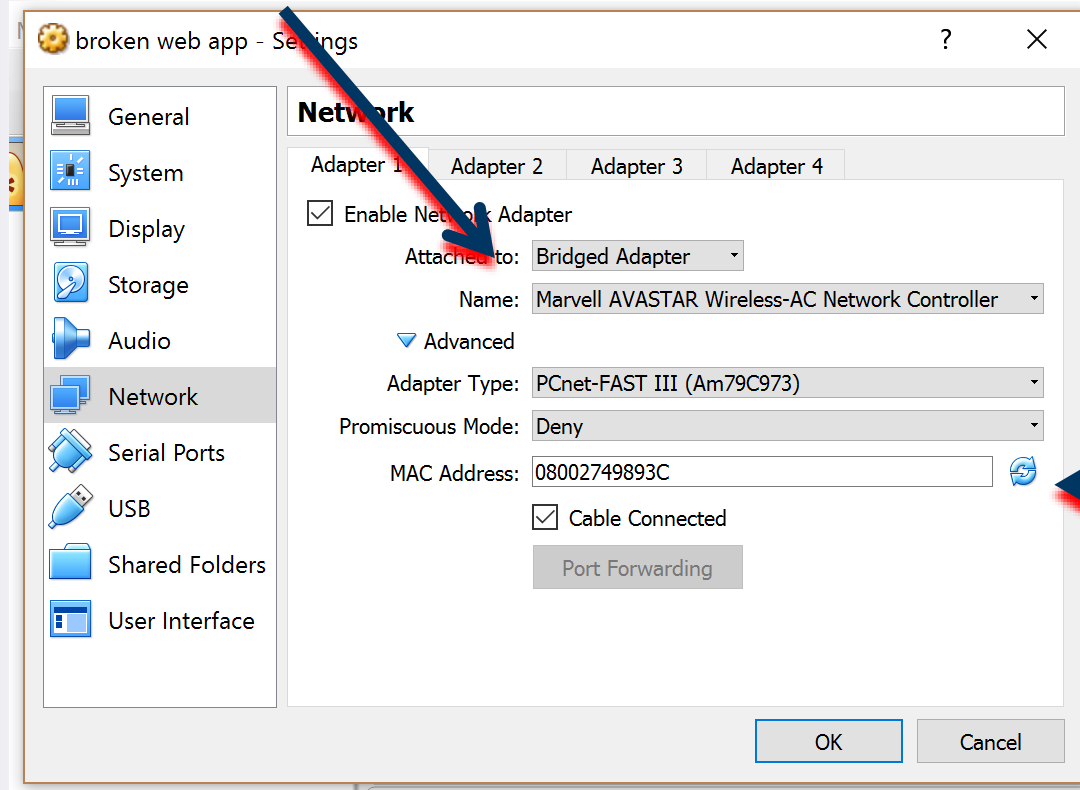 broken web app - Settings
?
General
System
Display
Storage
Audio
Network
Serial Ports
USB
Shared Folders
User Interface
Network
Adapter 1 Adapter 2 Adapter 3 Adapter 4
Enable Network Adapter
Attached to: Bridged Adapter
Name: Marvell AVASTAR Wireless-AC Network Controller
Advanced
Adapter Type: PCnet-FAST III (Am79C973)
Promiscuous Mode: Deny
MAC Address: 08002749893C
Cable Connected
Port Forwarding
OK Cancel